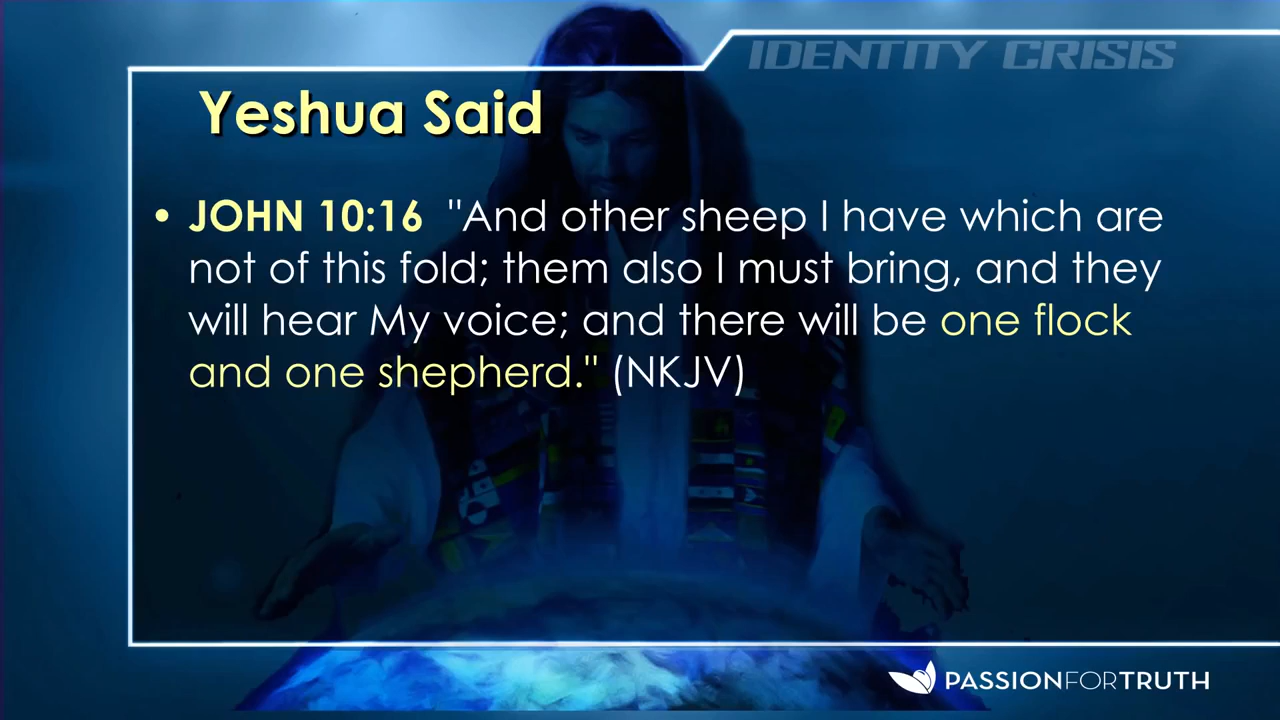 IDENTITY CRISIS
Yeshua Said
• JOHN 10:16 "And other sheep I have which are
not of this fold; them also I must bring, and they
will hear My voice; and there will be one flock
and one shepherd." (NKJV)
PASSIONFORTRUTH